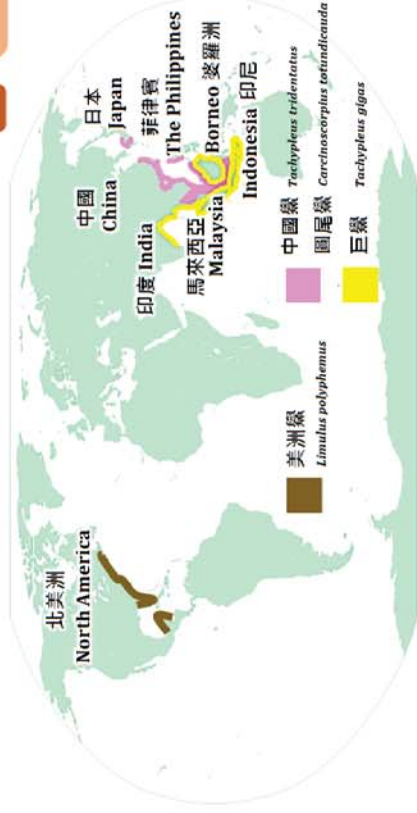 北美洲
North America
中國
China
日本
Japan
菲律賓
The Philippines
印度 India
馬來西亞
Malaysia
Borneo 婆羅洲
Indonesia 印尼
美洲鱟
Limulus polyphemus
中國鱟 Tachypleus tridentatus
圓尾鱟 Carcinoscorpius totundicauda
巨鱟 Tachypleus gigas